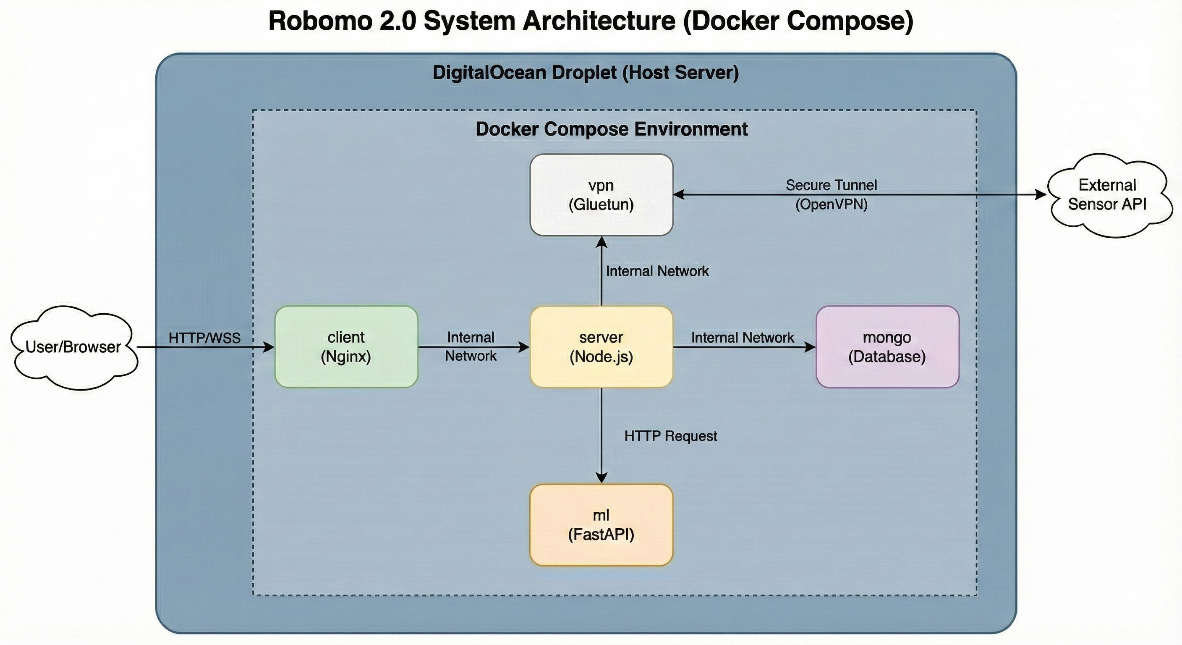 Robomo 2.0 System Architecture (Docker Compose)
DigitalOcean Droplet (Host Server)
Docker Compose Environment
vpn
(Gluetun)
Secure Tunnel
(OpenVPN)
External
Sensor API
Internal Network
User/Browser
HTTP/WSS
client
(Nginx)
Internal
Network
server
(Node.js)
Internal Network
mongo
(Database)
HTTP Request
ml
(FastAPI)